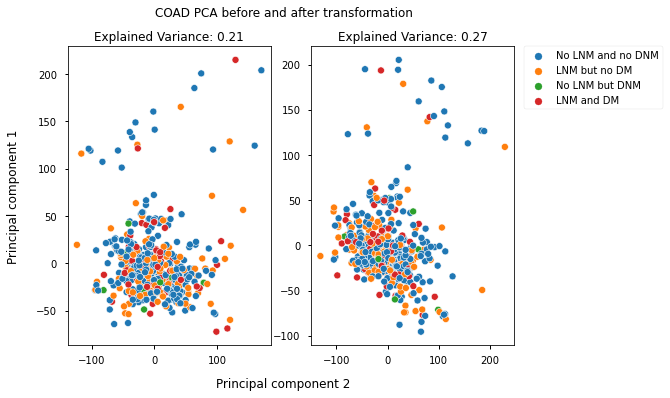 COAD PCA before and after transformation
Explained Variance: 0.21
Explained Variance: 0.27
No LNM and no DNM
LNM but no DM
No LNM but DNM
LNM and DM
Principal component 1
200
150
100
50
0
−50
−100
0
100
200
150
100
50
0
−50
−100
−100
0
100
200
Principal component 2